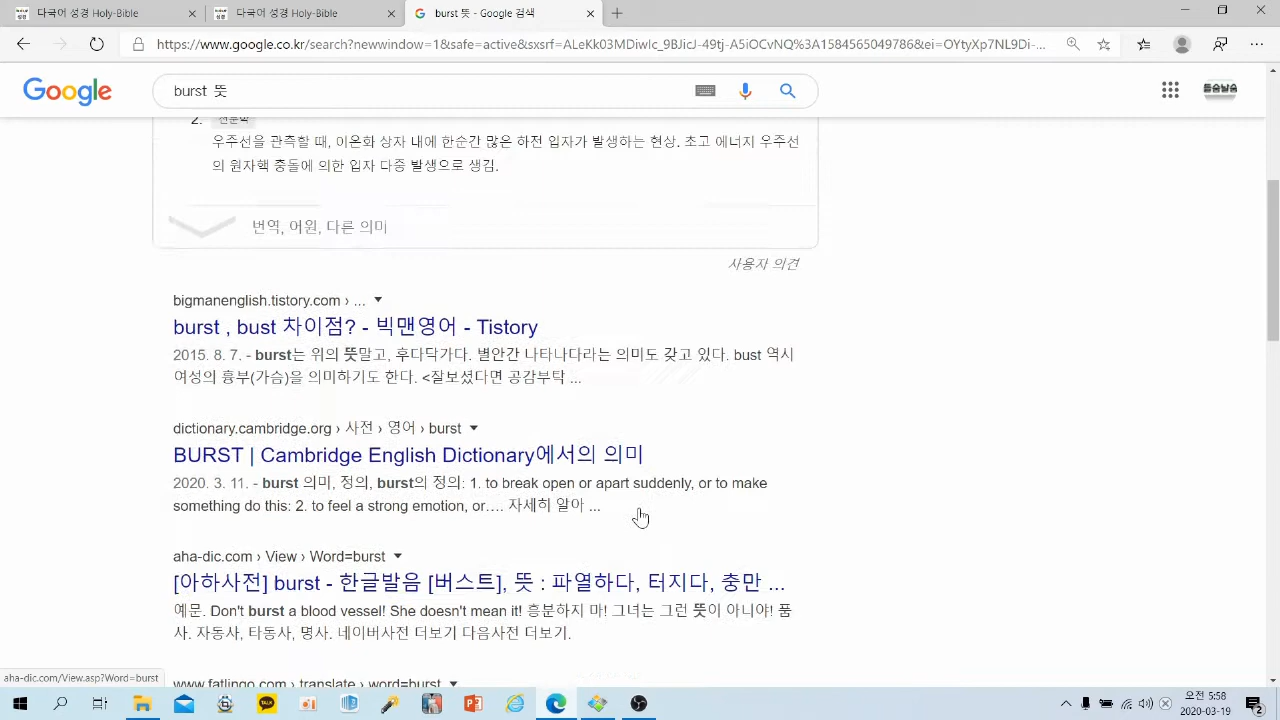 다국어 성경 Holy-Bible
다국어 성경 Holy-Bible
burst 뜻 - Google 검색
https://www.google.co.kr/search?newwindow=1&safe=active&sxsrf=ALeKk03MDiwIc_9BJicJ-49tj-A5iOCvNQ%3A1584565049786&ei=OYtyXp7NL9Di-...
Google
burst 뜻
들숨날숨
2. 천문학
우주선을 관측할 때, 이온화 상자 내에 한순간 많은 하전 입자가 발생하는 현상. 초고 에너지 우주선
의 원자핵 충돌에 의한 입자 다중 발생으로 생김.
번역, 어원, 다른 의미
사용자 의견
bigmanenglish.tistory.com › ...
burst , bust 차이점? - 빅맨영어 - Tistory
2015. 8. 7. - burst는 위의 뜻말고, 후다닥가다. 별안간 나타나다라는 의미도 갖고 있다. bust 역시
여성의 흉부(가슴)을 의미하기도 한다. <잘보셨다면 공감부탁 ...
dictionary.cambridge.org › 사전 › 영어 › burst
BURST | Cambridge English Dictionary에서의 의미
2020. 3. 11. - burst 의미, 정의, burst의 정의: 1. to break open or apart suddenly, or to make
something do this: 2. to feel a strong emotion, or…. 자세히 알아 ...
aha-dic.com › View › Word=burst
[아하사전] burst - 한글발음 [버스트], 뜻 : 파열하다, 터지다, 충만 ...
예문. Don't burst a blood vessel! She doesn't mean it! 흥분하지 마! 그녀는 그런 뜻이 아니야! 품
사. 자동사, 타동사, 명사. 네이버사전 더보기 다음사전 더보기.
www.fatlingo.com › translate › word=burst
aha-dic.com/View.asp?Word=burst
오전 5:58
2020-03-19
2